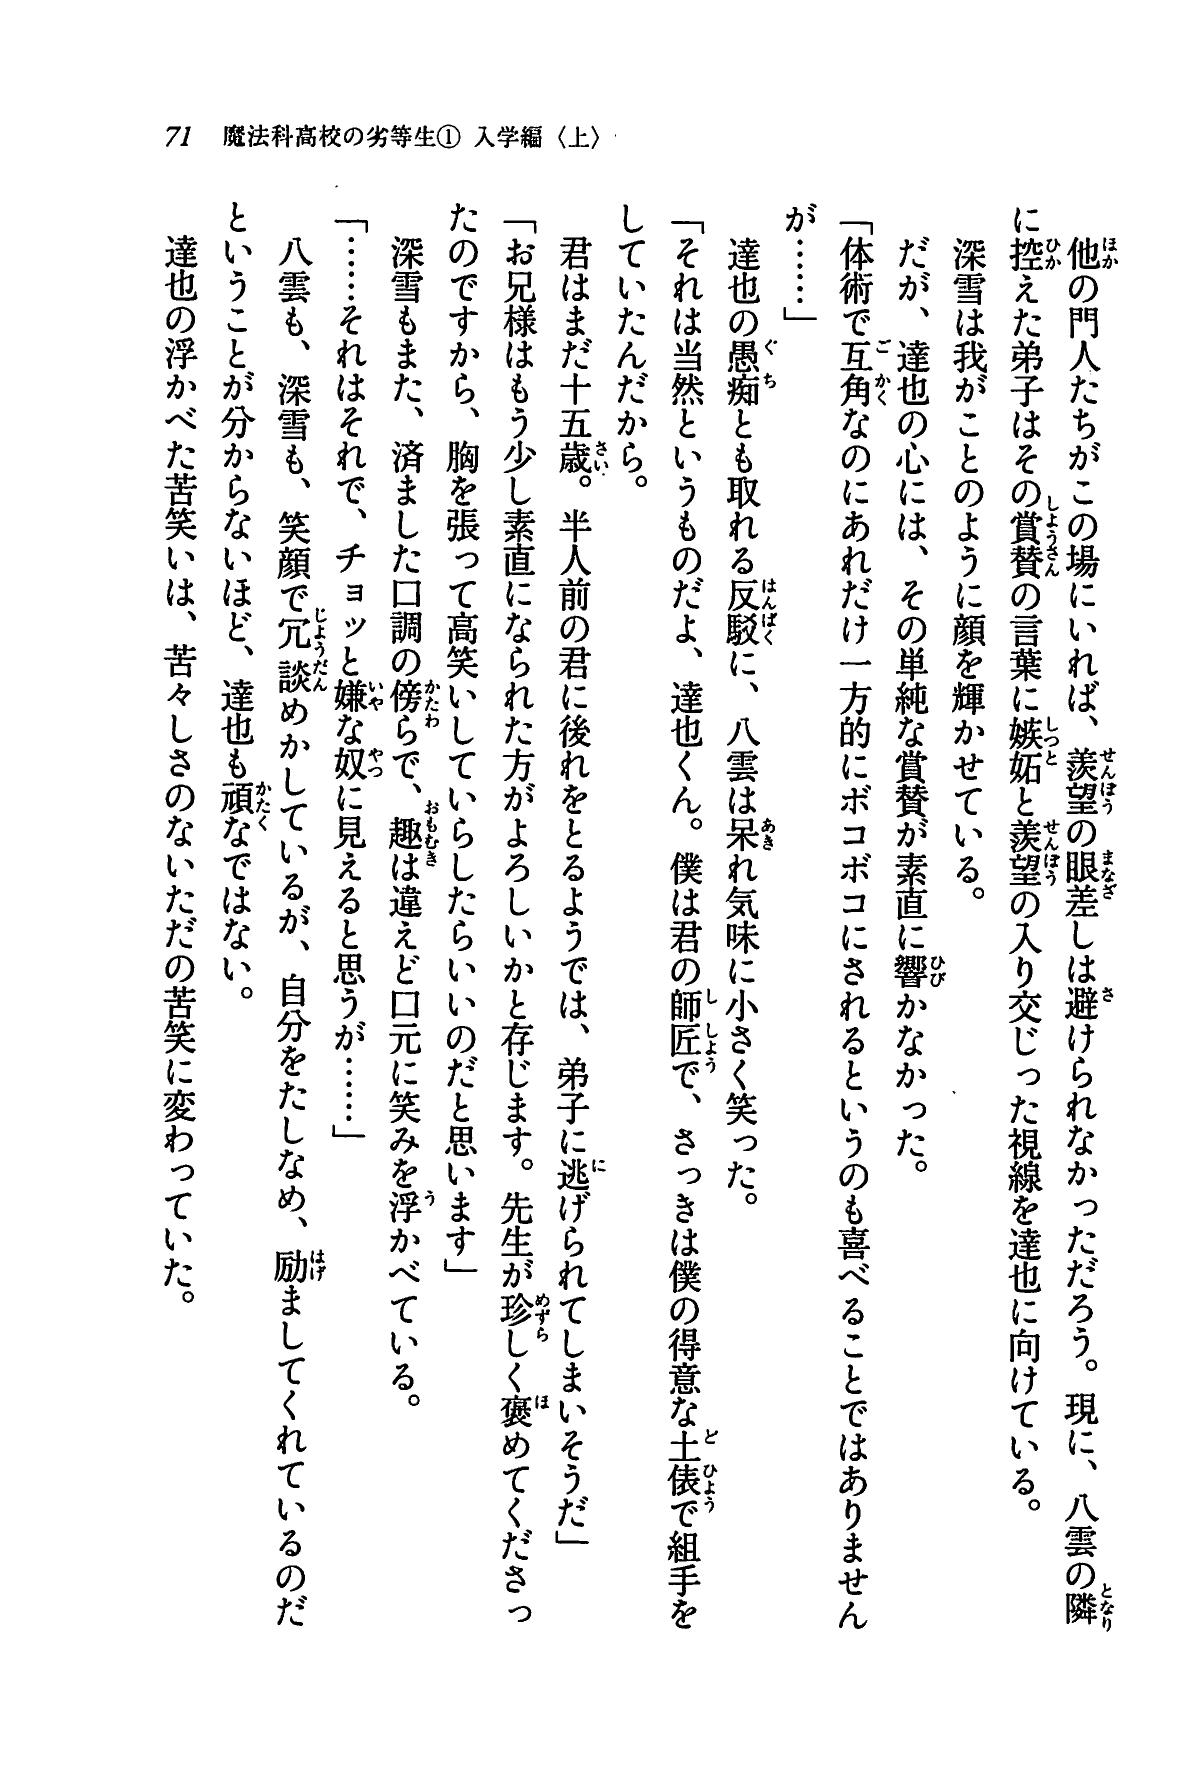 71 魔法科高校の劣等生① 入学編〈上〉
他の門人たちがこの場にいれば、羨望の眼差しは避けられなかっただろう。現に、八雲の隣
に控えた弟子はその賞賛の言葉に嫉妬と羨望の入り交じった視線を達也に向けている。
深雪は我がことのように顔を輝かせている。
だが、達也の心には、その単純な賞賛が素直に響かなかった。
「体術で互角なのにあれだけ一方的にボコボコにされるというのも喜べることではありません
が……」
達也の愚痴とも取れる反駁に、八雲は呆れ気味に小さく笑った。
「それは当然というものだよ、達也くん。僕は君の師匠で、さっきは僕の得意な土俵で組手を
していたんだから。
君はまだ十五歳。半人前の君に後れをとるようでは、弟子に逃げられてしまいそうだ」
「お兄様はもう少し素直になられた方がよろしいかと存じます。先生が珍しく褒めてくださっ
たのですから、胸を張って高笑いしていらしたらいいのだと思います」
深雪もまた、済ました口調の傍らで、趣は違えど口元に笑みを浮かべている。
「……それはそれで、チョッと嫌な奴に見えると思うが……」
八雲も、深雪も、笑顔で冗談めかしているが、自分をたしなめ、励ましてくれているのだ
ということが分からないほど、達也も頑なではない。
達也の浮かべた苦笑いは、苦々しさのないただの苦笑に変わっていた。